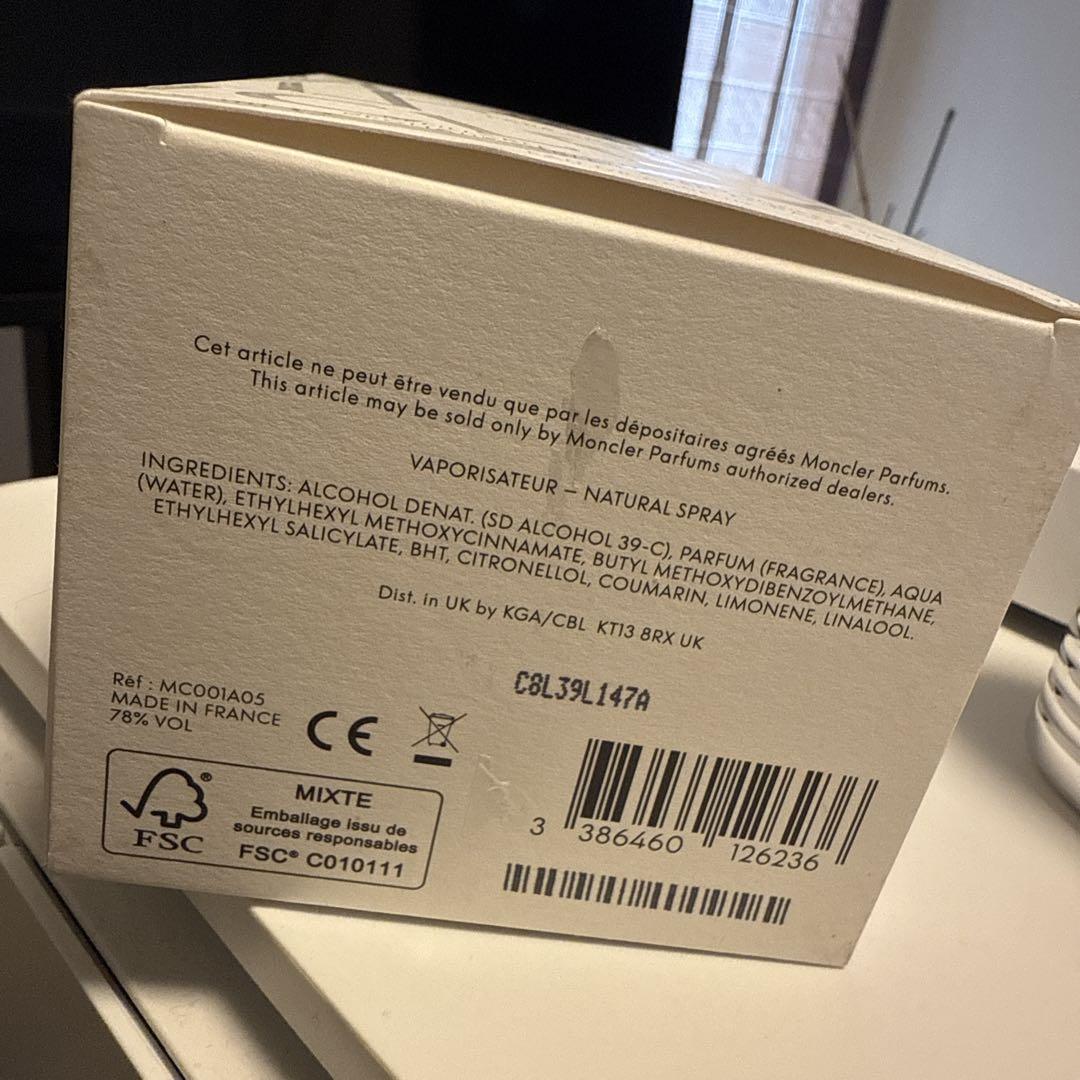 Cet article ne peut être vendu que par les dépositaires agréés Moncler Parfums.
This article may be sold only by Moncler Parfums authorized dealers.
VAPORISATEUR – NATURAL SPRAY
INGREDIENTS: ALCOHOL DENAT. (SD ALCOHOL 39-C), PARFUM (FRAGRANCE), AQUA
(WATER), ETHYLHEXYL METHOXYCINNAMATE, BUTYL METHOXYDIBENZOYLMETHANE,
ETHYLHEXYL SALICYLATE, BHT, CITRONELLOL, COUMARIN, LIMONENE, LINALOOL.
Dist. in UK by KGA/CBL KT13 8RX UK
C8L39L147A
Réf : MC001A05
MADE IN FRANCE
78% VOL
CE
FSC®
MIXTE
Emballage issu de
sources responsables
FSC® C010111
3 386460 126236